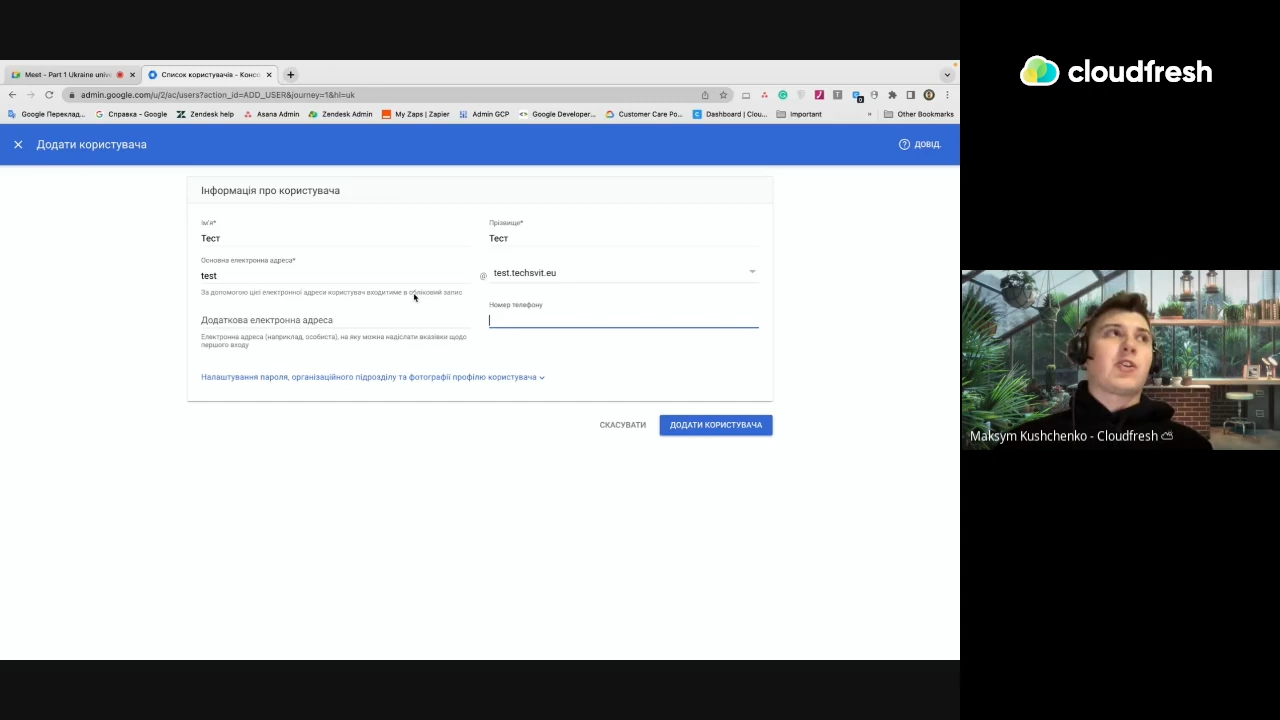 cloudfresh
Meet - Part 1 Ukraine univ
Список користувачів - Консо
admin.google.com/u/2/ac/users?action_id=ADD_USER&journey=1&hl=uk
Google Переклад... Справка - Google Zendesk help Asana Admin Zendesk Admin My Zaps | Zapier Admin GCP Google Developer... Customer Care Po... Dashboard | Clou... Important » Other Bookmarks
Додати користувача
ДОВІД.
Інформація про користувача
Ім'я*
Прізвище*
Тест
Тест
Основна електронна адреса*
test
@ test.techsvit.eu
За допомогою цієї електронної адреси користувач входитиме в обліковий запис
Номер телефону
Додаткова електронна адреса
Електронна адреса (наприклад, особиста), на яку можна надіслати вказівки щодо
першого входу
Налаштування пароля, організаційного підрозділу та фотографії профілю користувача
СКАСУВАТИ
ДОДАТИ КОРИСТУВАЧА
Maksym Kushchenko - Cloudfresh